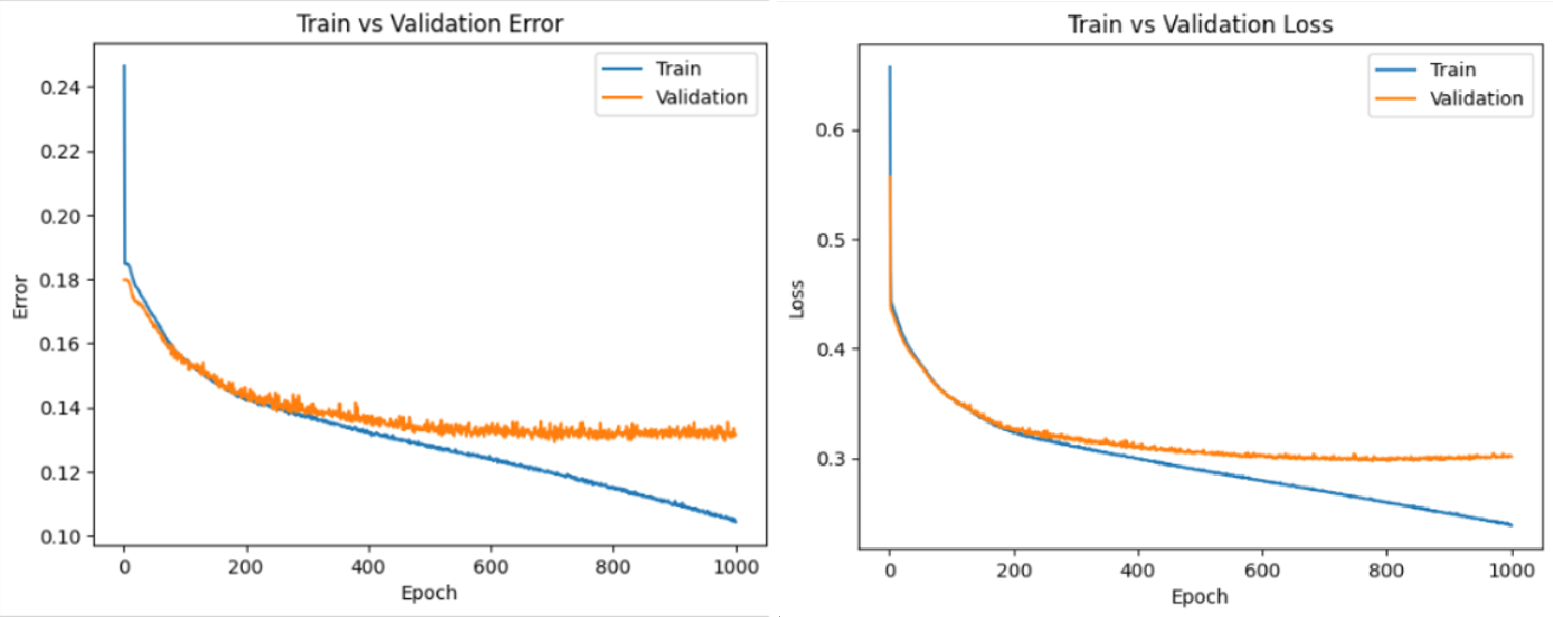 Train vs Validation Error
Train
Validation
0.24
0.22
0.20
0.18
0.16
0.14
0.12
0.10
Error
0
200
400
600
800
1000
Epoch
Train vs Validation Loss
Train
Validation
0.6
0.5
0.4
0.3
Loss
0
200
400
600
800
1000
Epoch